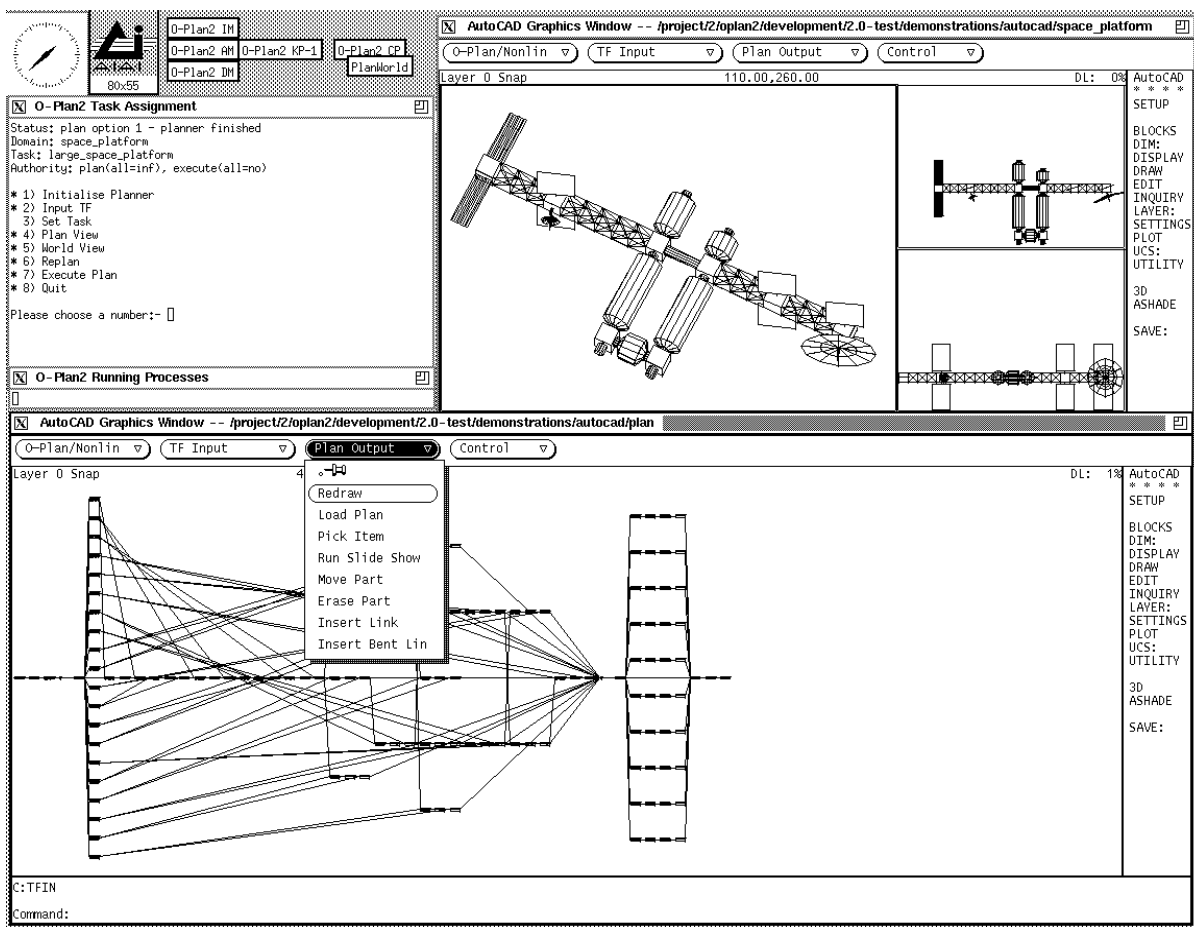 O-Plan2 IM
O-Plan2 AM
O-Plan2 KP-1
O-Plan2 CP
O-Plan2 DM
PlanWorld
AIAI
80x55
O-Plan2 Task Assignment
Status: plan option 1 - planner finished
Domain: space_platform
Task: large_space_platform
Authority: plan(all=inf), execute(all=no)
* 1) Initialise Planner
* 2) Input TF
3) Set Task
* 4) Plan View
* 5) World View
* 6) Replan
* 7) Execute Plan
* 8) Quit
Please choose a number:-
O-Plan2 Running Processes
AutoCAD Graphics Window -- /project/2/oplan2/development/2.0-test/demonstrations/autocad/space_platform
O-Plan/Nonlin
TF Input
Plan Output
Control
Layer 0 Snap
110.00,260.00
DL: 0%
AutoCAD
* * * *
SETUP
BLOCKS
DIM:
DISPLAY
DRAW
EDIT
INQUIRY
LAYER:
SETTINGS
PLOT
UCS:
UTILITY
3D
ASHADE
SAVE:
AutoCAD Graphics Window -- /project/2/oplan2/development/2.0-test/demonstrations/autocad/plan
O-Plan/Nonlin
TF Input
Plan Output
Control
Layer 0 Snap
4
DL: 1%
Redraw
Load Plan
Pick Item
Run Slide Show
Move Part
Erase Part
Insert Link
Insert Bent Lin
AutoCAD
* * * *
SETUP
BLOCKS
DIM:
DISPLAY
DRAW
EDIT
INQUIRY
LAYER:
SETTINGS
PLOT
UCS:
UTILITY
3D
ASHADE
SAVE:
C:TFIN
Command: